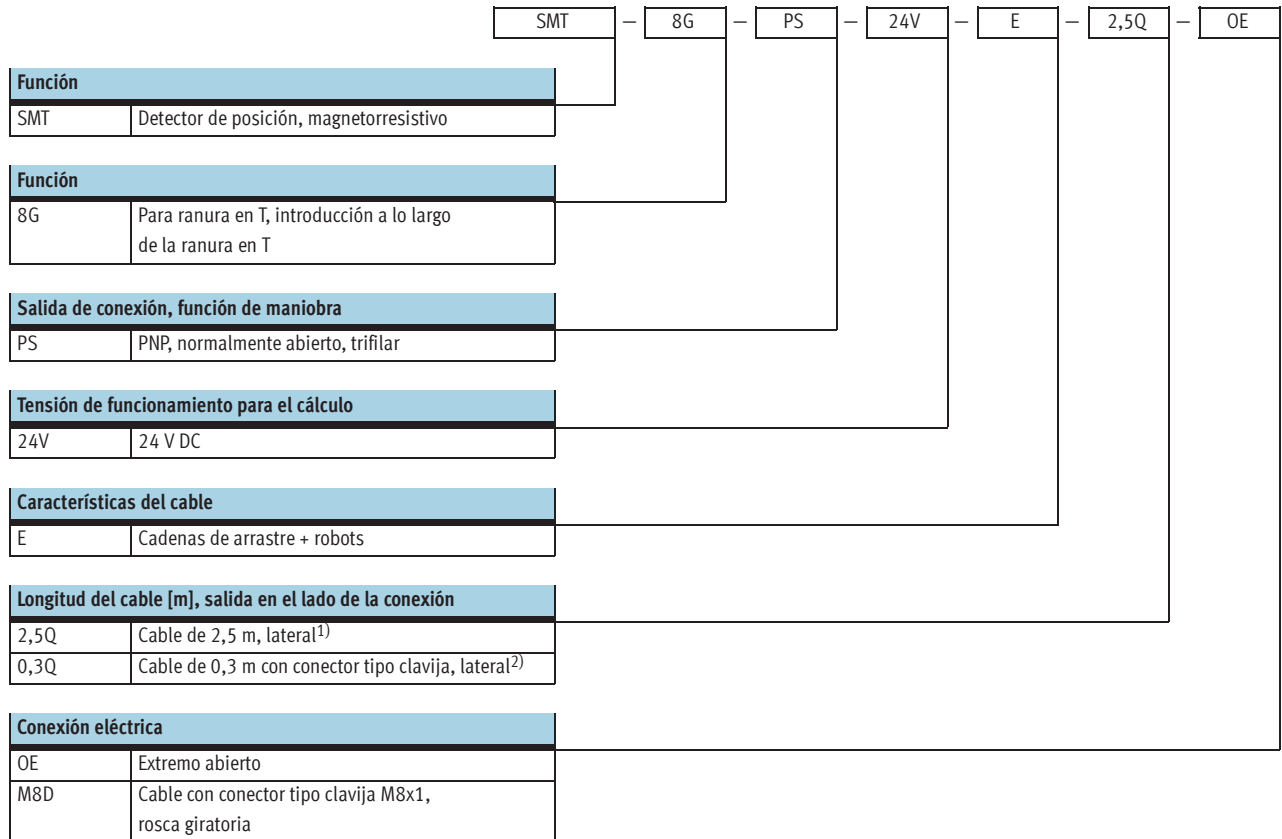 SMT — 8G — PS — 24V — E — 2,5Q — OE
Función
SMT Detector de posición, magnetorresistivo
Función
8G Para ranura en T, introducción a lo largo
de la ranura en T
Salida de conexión, función de maniobra
PS PNP, normalmente abierto, trifilar
Tensión de funcionamiento para el cálculo
24V 24 V DC
Características del cable
E Cadenas de arrastre + robots
Longitud del cable [m], salida en el lado de la conexión
2,5Q Cable de 2,5 m, lateral1)
0,3Q Cable de 0,3 m con conector tipo clavija, lateral2)
Conexión eléctrica
OE Extremo abierto
M8D Cable con conector tipo clavija M8x1,
rosca giratoria